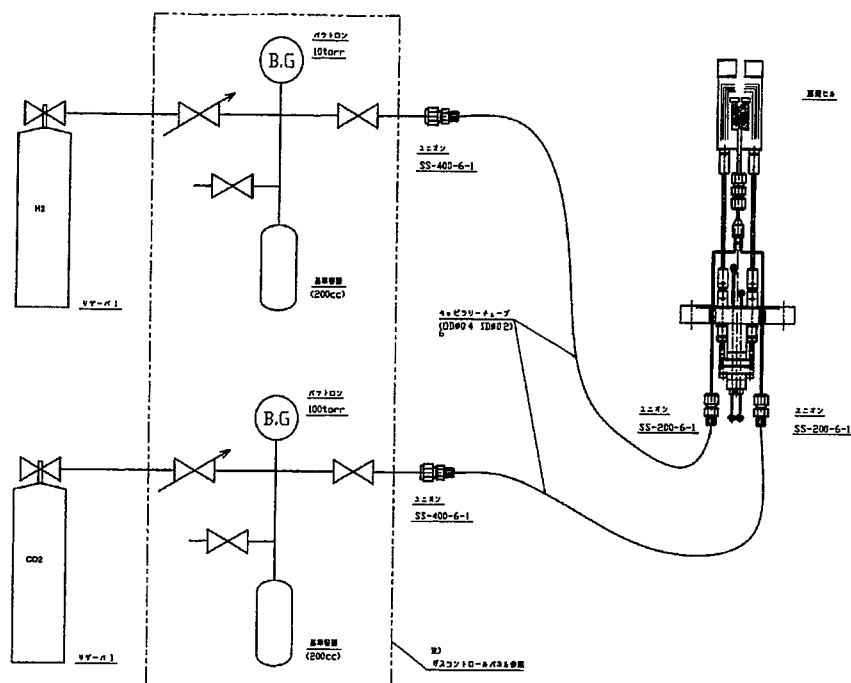 バラトロン
10torr
B.G
H2
ユニオン
SS-400-6-1
リザーバ 1
基準容器
(200cc)
キャピラリーチューブ
バラトロン
100torr
B.G
ユニオン
SS-200-6-1
ユニオン
SS-200-6-1
ユニオン
SS-400-6-1
CO2
リザーバ 1
基準容器
(200cc)
注)
ガスコントロールパネル参照